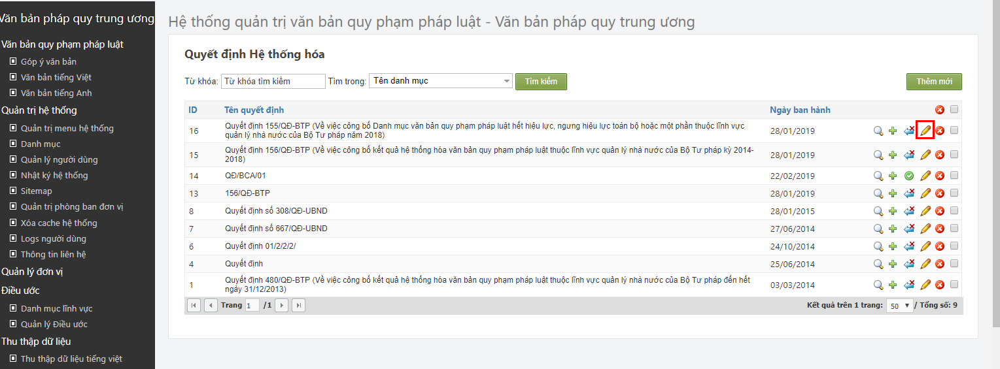 Văn bản pháp quy trung ương
Văn bản quy phạm pháp luật
Góp ý văn bản
Văn bản tiếng Việt
Văn bản tiếng Anh
Quản trị hệ thống
Quản trị menu hệ thống
Danh mục
Quản lý người dùng
Nhật ký hệ thống
Sitemap
Quản trị phòng ban đơn vị
Xóa cache hệ thống
Logs người dùng
Thông tin liên hệ
Quản lý đơn vị
Điều ước
Danh mục lĩnh vực
Quản lý Điều ước
Thu thập dữ liệu
Thu thập dữ liệu tiếng việt
Hệ thống quản trị văn bản quy phạm pháp luật - Văn bản pháp quy trung ương
Quyết định Hệ thống hóa
Từ khóa: Từ khóa tìm kiếm Tìm trong: Tên danh mục Tìm kiếm Thêm mới
ID Tên quyết định Ngày ban hành
16 Quyết định 155/QĐ-BTP (Về việc công bố Danh mục văn bản quy phạm pháp luật hết hiệu lực, ngưng hiệu lực toàn bộ hoặc một phần thuộc lĩnh vực
quản lý nhà nước của Bộ Tư pháp năm 2018) 28/01/2019
15 Quyết định 156/QĐ-BTP (Về việc công bố kết quả hệ thống hóa văn bản quy phạm pháp luật thuộc lĩnh vực quản lý nhà nước của Bộ Tư pháp kỳ 2014-
2018) 28/01/2019
14 QĐ/BCA/01 22/02/2019
13 156/QĐ-BTP 28/01/2019
8 Quyết định số 308/QĐ-UBND 28/01/2015
7 Quyết định số 667/QĐ-UBND 27/06/2014
6 Quyết định 01/2/2/2/ 24/10/2014
4 Quyết định 25/06/2014
1 Quyết định 480/QĐ-BTP (Về việc công bố kết quả hệ thống hóa văn bản quy phạm pháp luật thuộc lĩnh vực quản lý nhà nước của Bộ Tư pháp đến hết
ngày 31/12/2013) 03/03/2014
Trang 1 /1 Kết quả trên 1 trang: 50 / Tổng số: 9